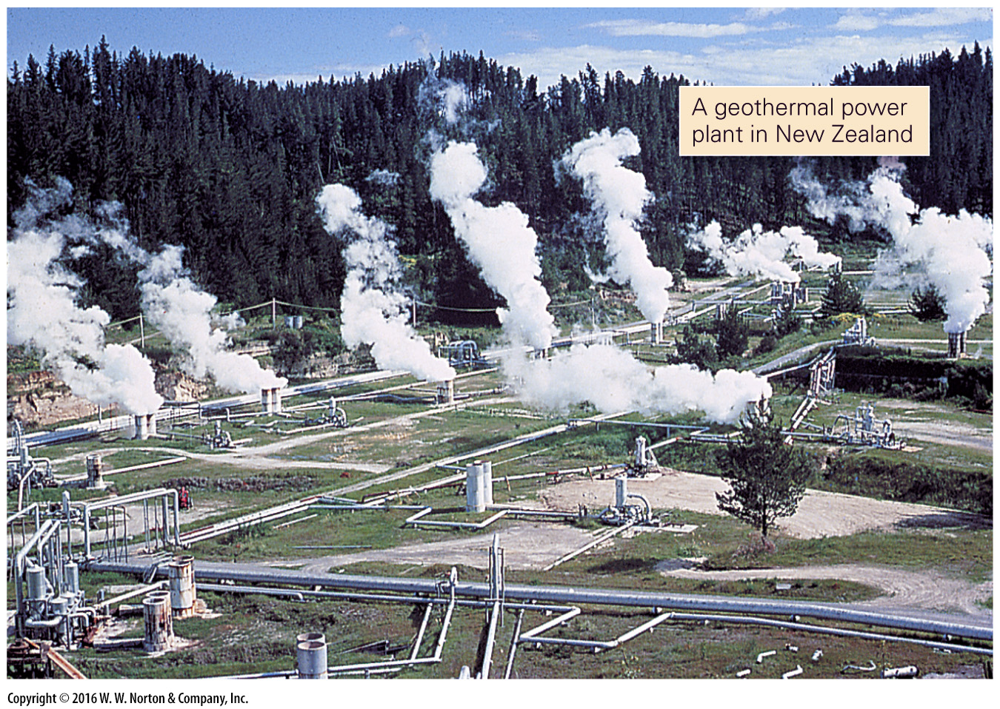 A geothermal power
plant in New Zealand
Copyright © 2016 W. W. Norton & Company, Inc.